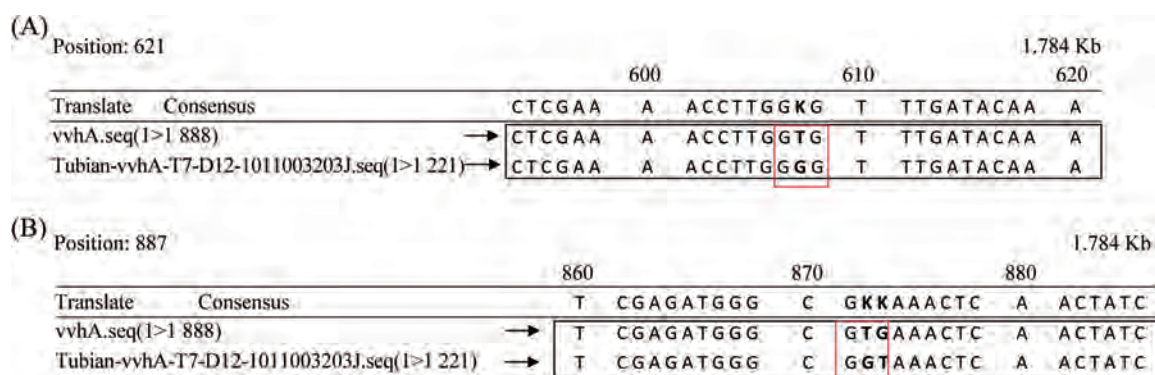 (A)
Position: 621 1.784 Kb
600 610 620
Translate Consensus CTCGAA A ACCTTGGKG T TTGATACAA A
vvhA.seq(1>1 888) → CTCGAA A ACCTTGGTG T TTGATACAA A
Tubian-vvhA-T7-D12-1011003203J.seq(1>1 221) → CTCGAA A ACCTTGGGG T TTGATACAA A
(B)
Position: 887 1.784 Kb
860 870 880
Translate Consensus T CGAGATGGG C GKKAAACTC A ACTATC
vvhA.seq(1>1 888) → T CGAGATGGG C GTGAAACTC A ACTATC
Tubian-vvhA-T7-D12-1011003203J.seq(1>1 221) → T CGAGATGGG C GGTAAACTC A ACTATC